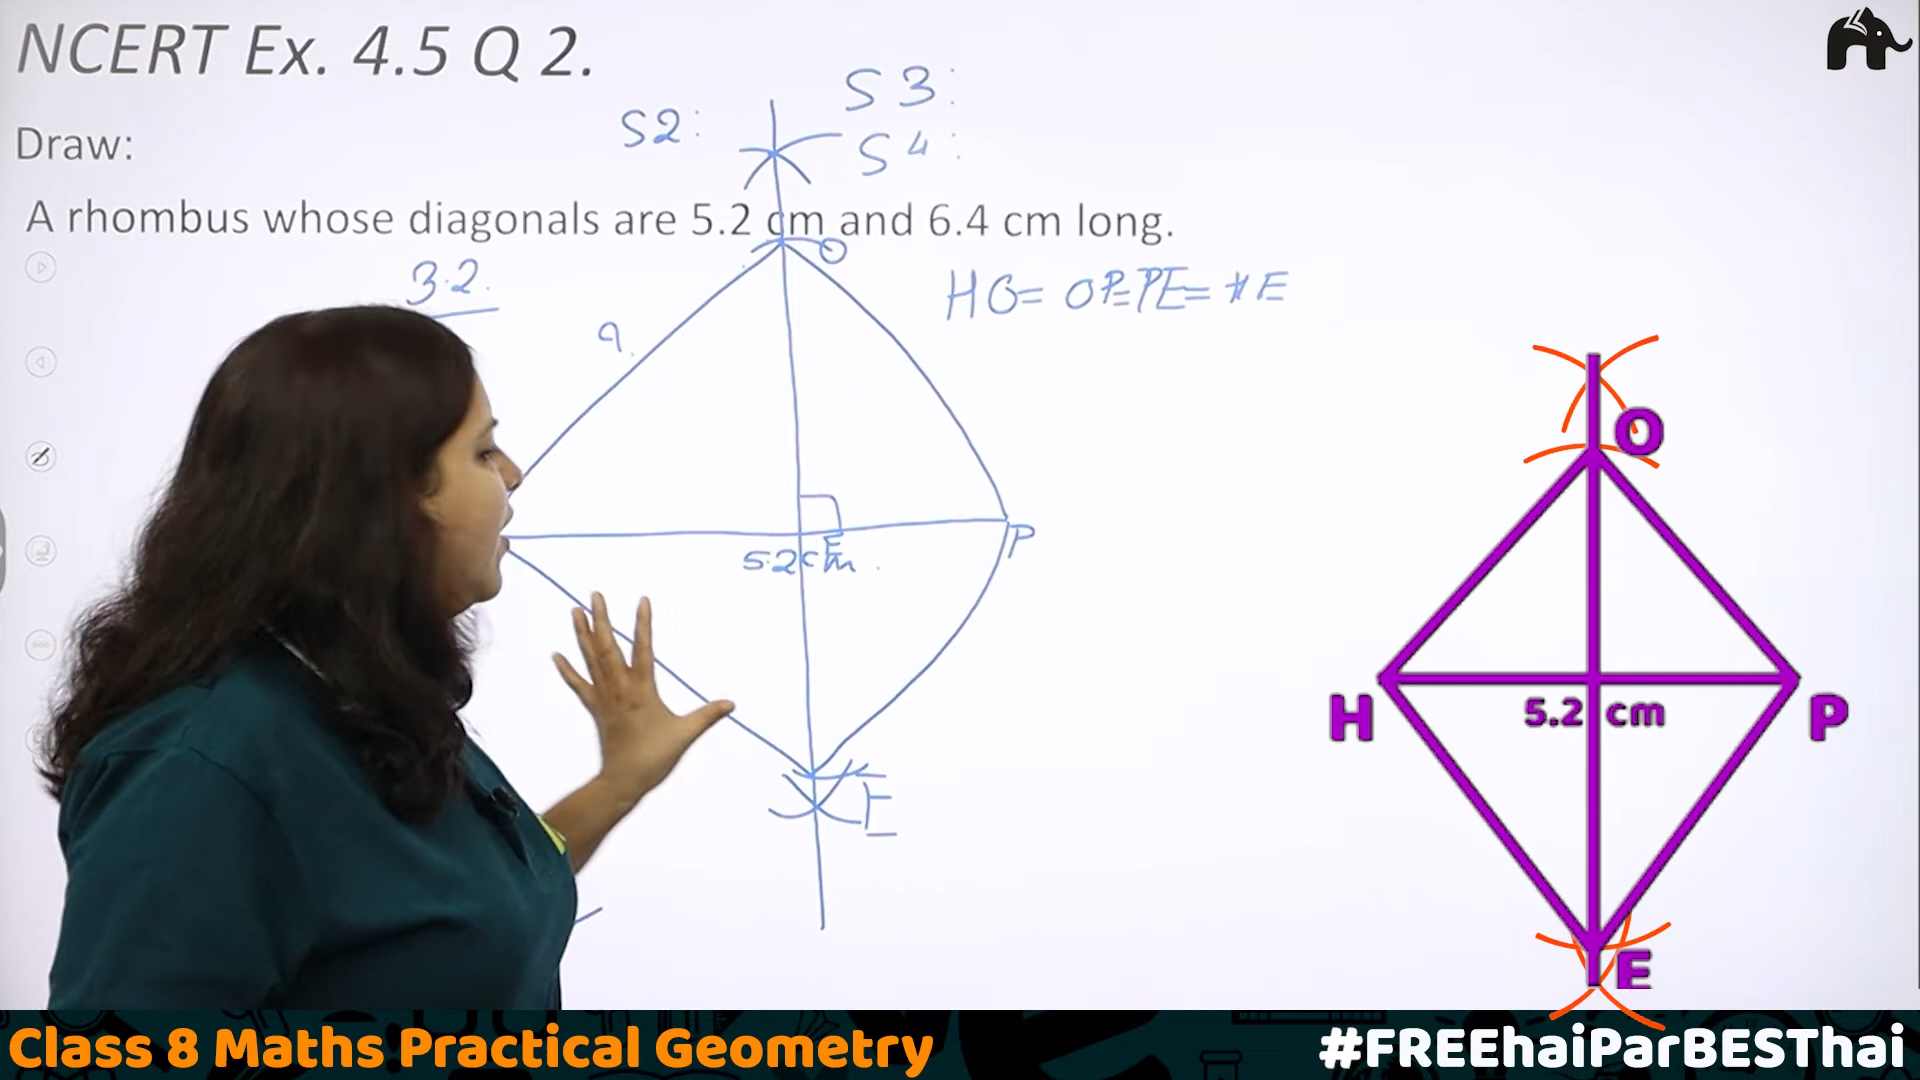 NCERT Ex. 4.5 Q 2.
S3:
S2:
S4:
Draw:
A rhombus whose diagonals are 5.2 cm and 6.4 cm long.
3.2
O
HO= OP=PE= HE
O
P
5.2 cm
H
5.2 cm
P
E
E
Class 8 Maths Practical Geometry
#FREEhaiParBESThai